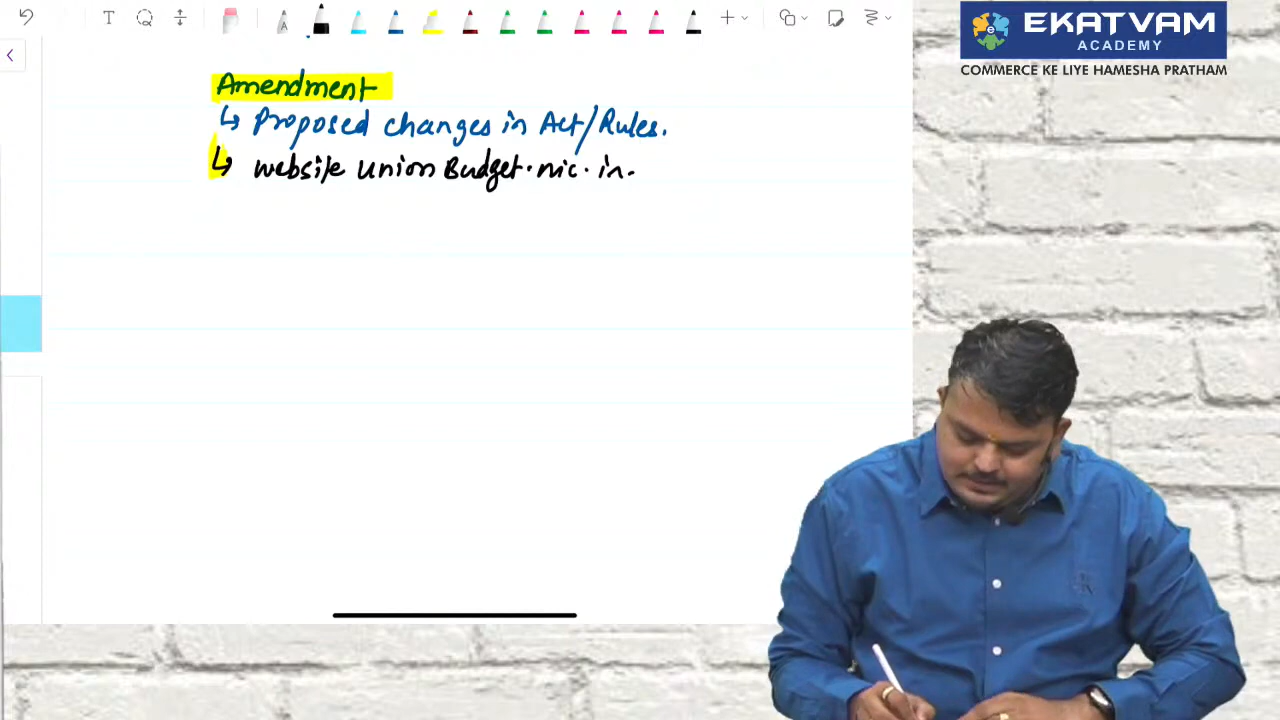 EKATVAM
ACADEMY
COMMERCE KE LIYE HAMESHA PRATHAM
Amendment
↳ Proposed changes in Act/Rules.
↳ website Union Budget.nic.in.